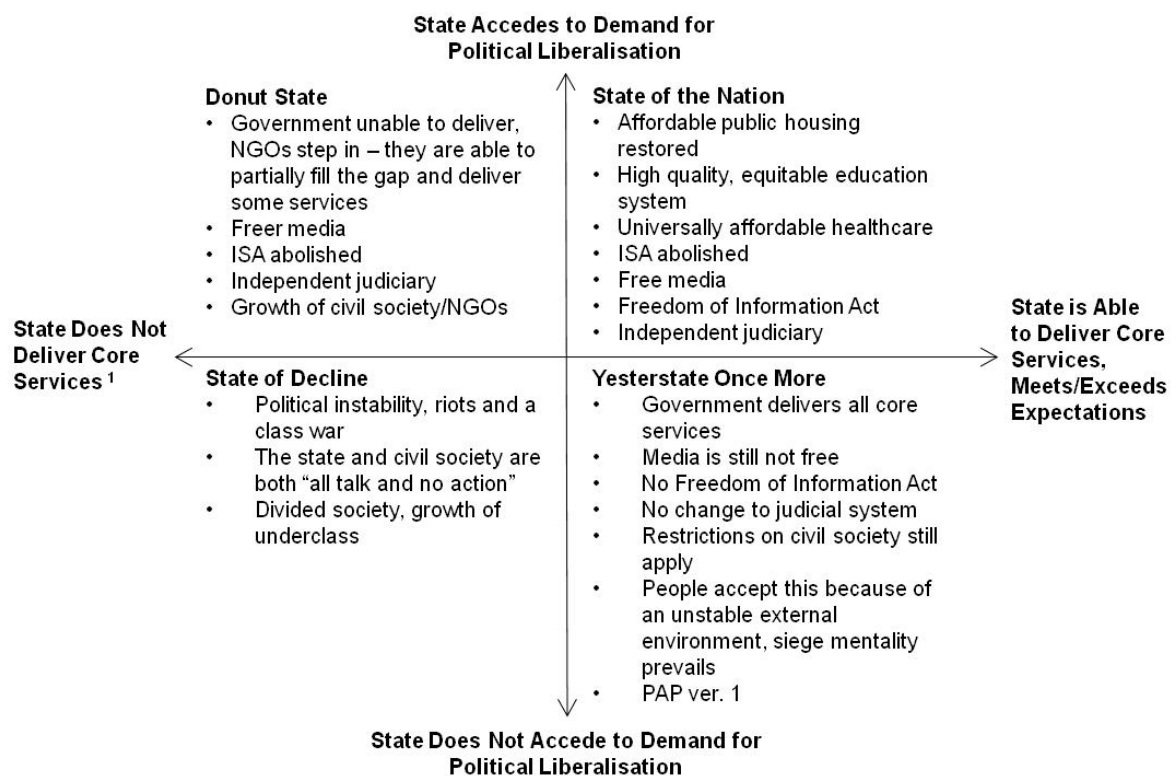 State Accedes to Demand for
Political Liberalisation
Donut State
• Government unable to deliver,
NGOs step in – they are able to
partially fill the gap and deliver
some services
• Freer media
• ISA abolished
• Independent judiciary
• Growth of civil society/NGOs
State of the Nation
• Affordable public housing
restored
• High quality, equitable education
system
• Universally affordable healthcare
• ISA abolished
• Free media
• Freedom of Information Act
• Independent judiciary
State Does Not
Deliver Core
Services 1
State is Able
to Deliver Core
Services,
Meets/Exceeds
Expectations
State of Decline
• Political instability, riots and a
class war
• The state and civil society are
both “all talk and no action”
• Divided society, growth of
underclass
Yesterstate Once More
• Government delivers all core
services
• Media is still not free
• No Freedom of Information Act
• No change to judicial system
• Restrictions on civil society still
apply
• People accept this because of
an unstable external
environment, siege mentality
prevails
• PAP ver. 1
State Does Not Accede to Demand for
Political Liberalisation